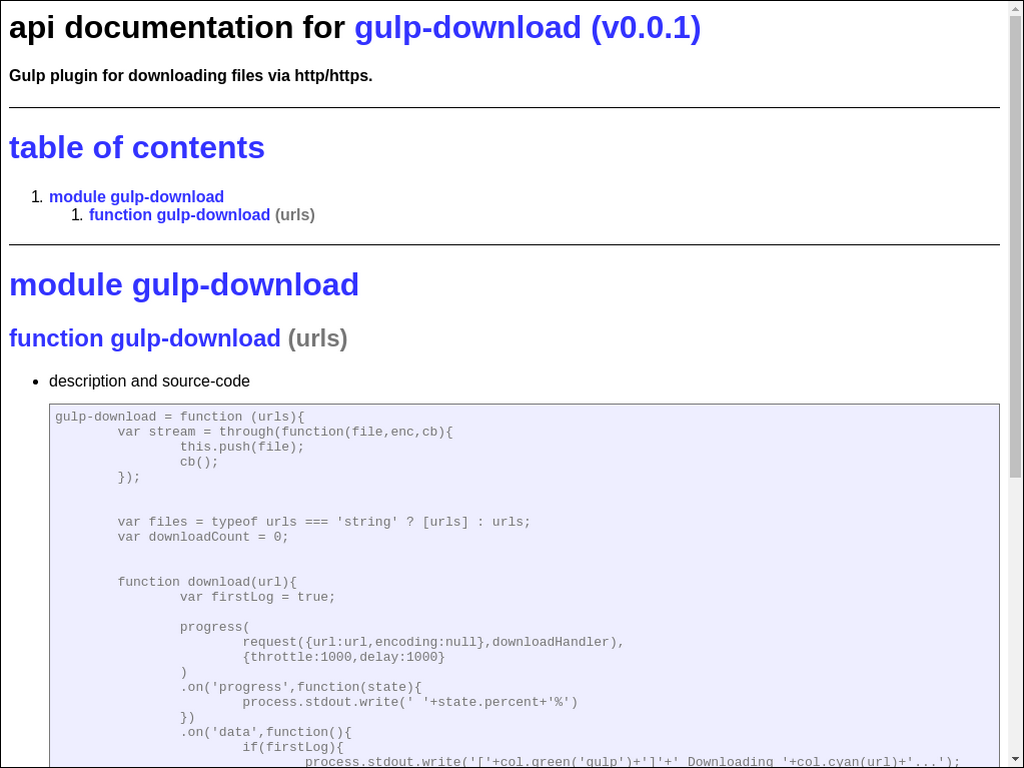 api documentation for gulp-download (v0.0.1)
Gulp plugin for downloading files via http/https.
table of contents
1. module gulp-download
1. function gulp-download (urls)
module gulp-download
function gulp-download (urls)
• description and source-code
gulp-download = function (urls){
        var stream = through(function(file,enc,cb){
                this.push(file);
                cb();
        });
        var files = typeof urls === 'string' ? [urls] : urls;
        var downloadCount = 0;
        function download(url){
                var firstLog = true;
                progress(
                        request({url:url,encoding:null},downloadHandler),
                        {throttle:1000,delay:1000}
                )
                .on('progress',function(state){
                        process.stdout.write(' '+state.percent+'%')
                })
                .on('data',function(){
                        if(firstLog){
                                process.stdout.write('['+col.green('gulp')+']'+' Downloading '+col.cyan(url)+'...');